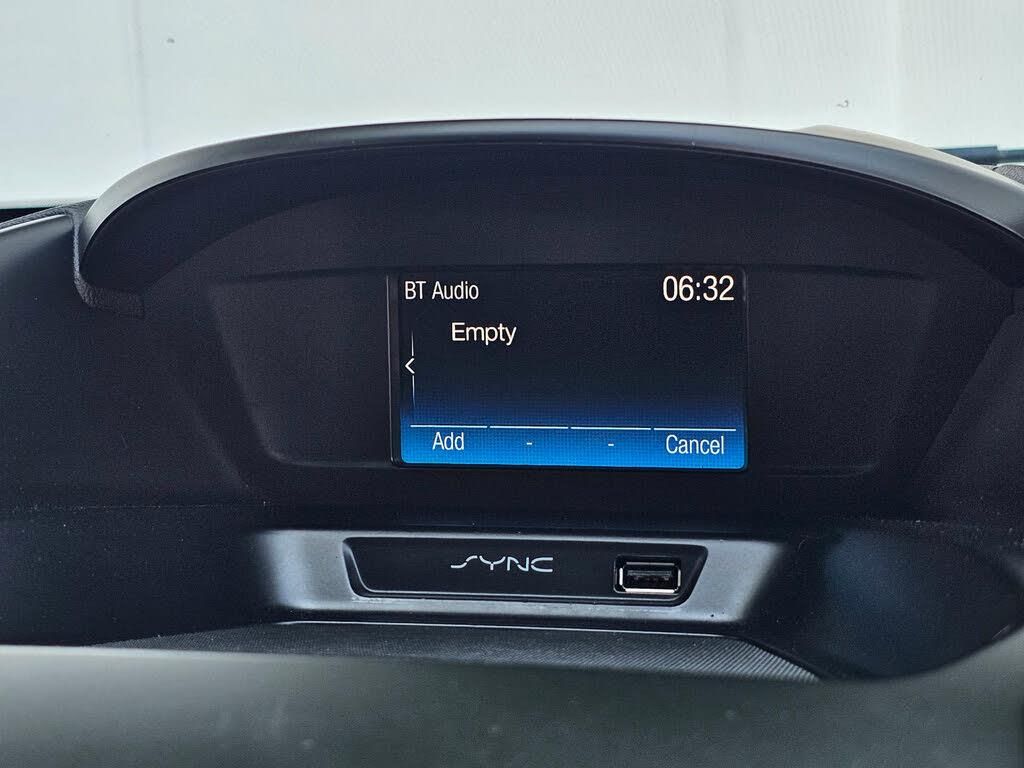 BT Audio 06:32
Empty
<
Add - - Cancel
SYNC